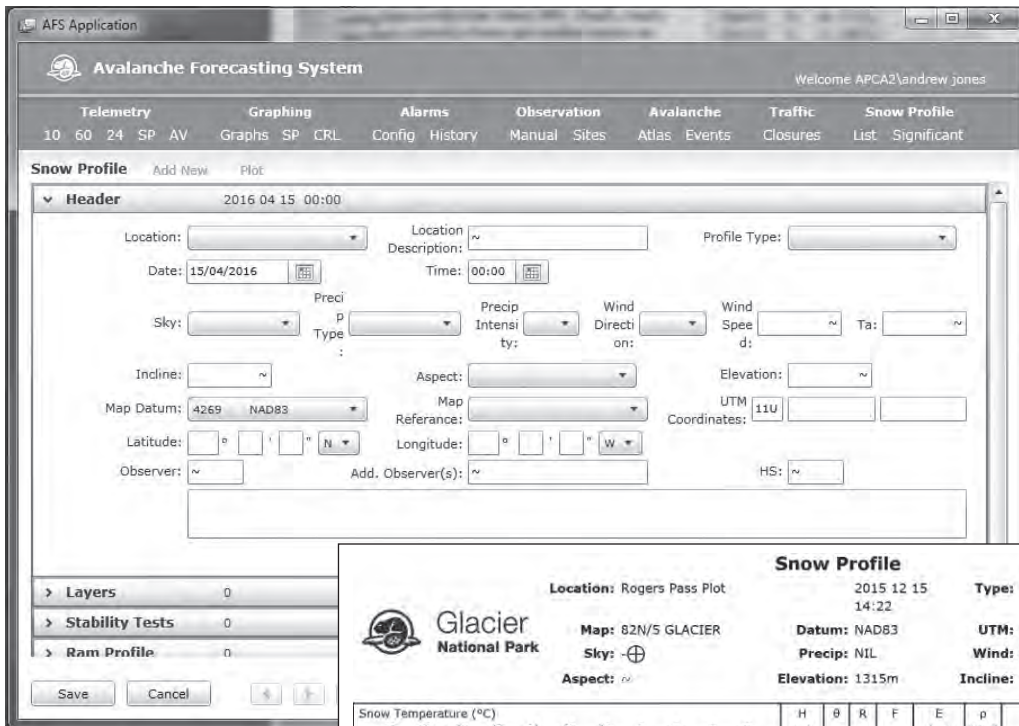 AFS Application
Avalanche Forecasting System
Welcome APCA2\andrew jones
Telemetry Graphing Alarms Observation Avalanche Traffic Snow Profile
10 60 24 SP AV Graphs SP CRL Config History Manual Sites Atlas Events Closures List Significant
Snow Profile Add New Plot
Header 2016 04 15 00:00
Location: Location Description: ~ Profile Type:
Date: 15/04/2016 Time: 00:00
Sky: Preci p Type : Precip Intensi ty: Wind Directi on: Wind Spee d: ~ Ta: ~
Incline: ~ Aspect: Elevation: ~
Map Datum: 4269 NAD83 Map Referance: UTM Coordinates: 11U
Latitude: ° ' " N Longitude: ° ' " W
Observer: ~ Add. Observer(s): ~ HS: ~
Layers 0
Stability Tests 0
Ram Profile 0
Save Cancel
Snow Profile
Location: Rogers Pass Plot 2015 12 15 14:22 Type:
Glacier
National Park
Map: 82N/5 GLACIER Datum: NAD83 UTM:
Sky: -⊕ Precip: NIL Wind:
Aspect: ~ Elevation: 1315m Incline:
Snow Temperature (°C) H θ R F E ρ